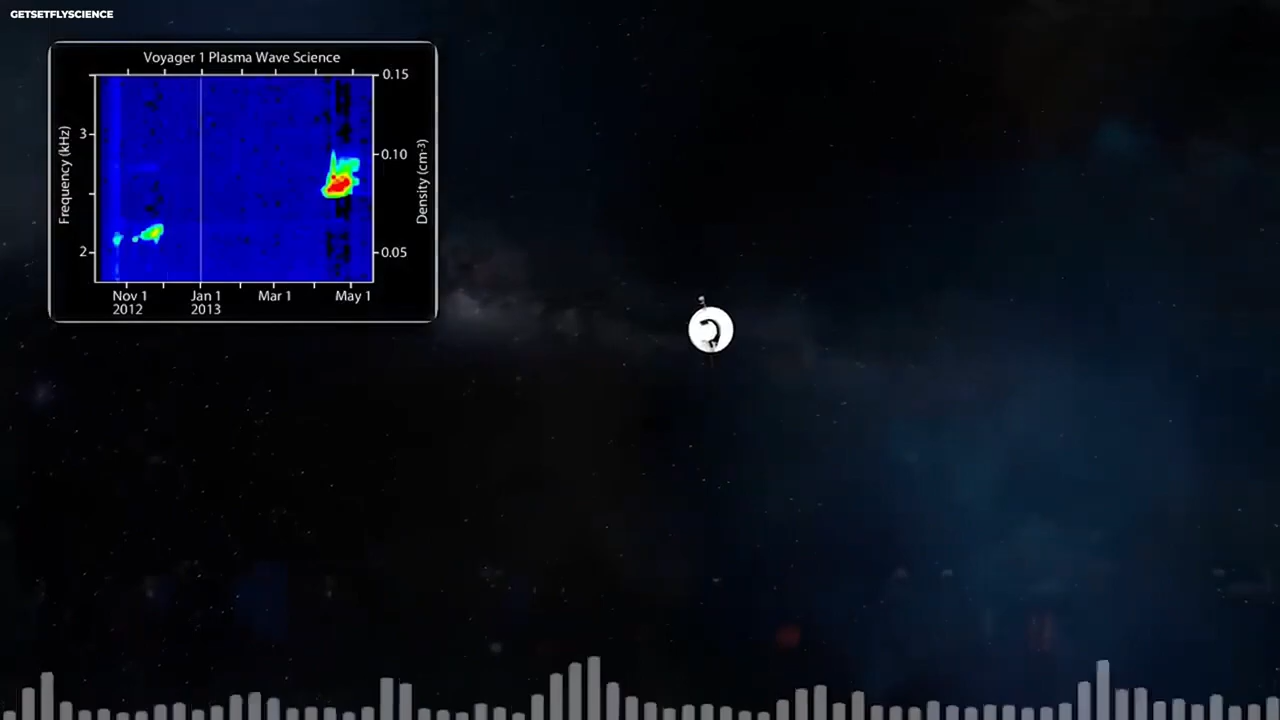 GETSETFLYSCIENCE
Voyager 1 Plasma Wave Science
0.15
3
0.10
Frequency (kHz)
Density (cm-3)
2
0.05
Nov 1
2012
Jan 1
2013
Mar 1
May 1